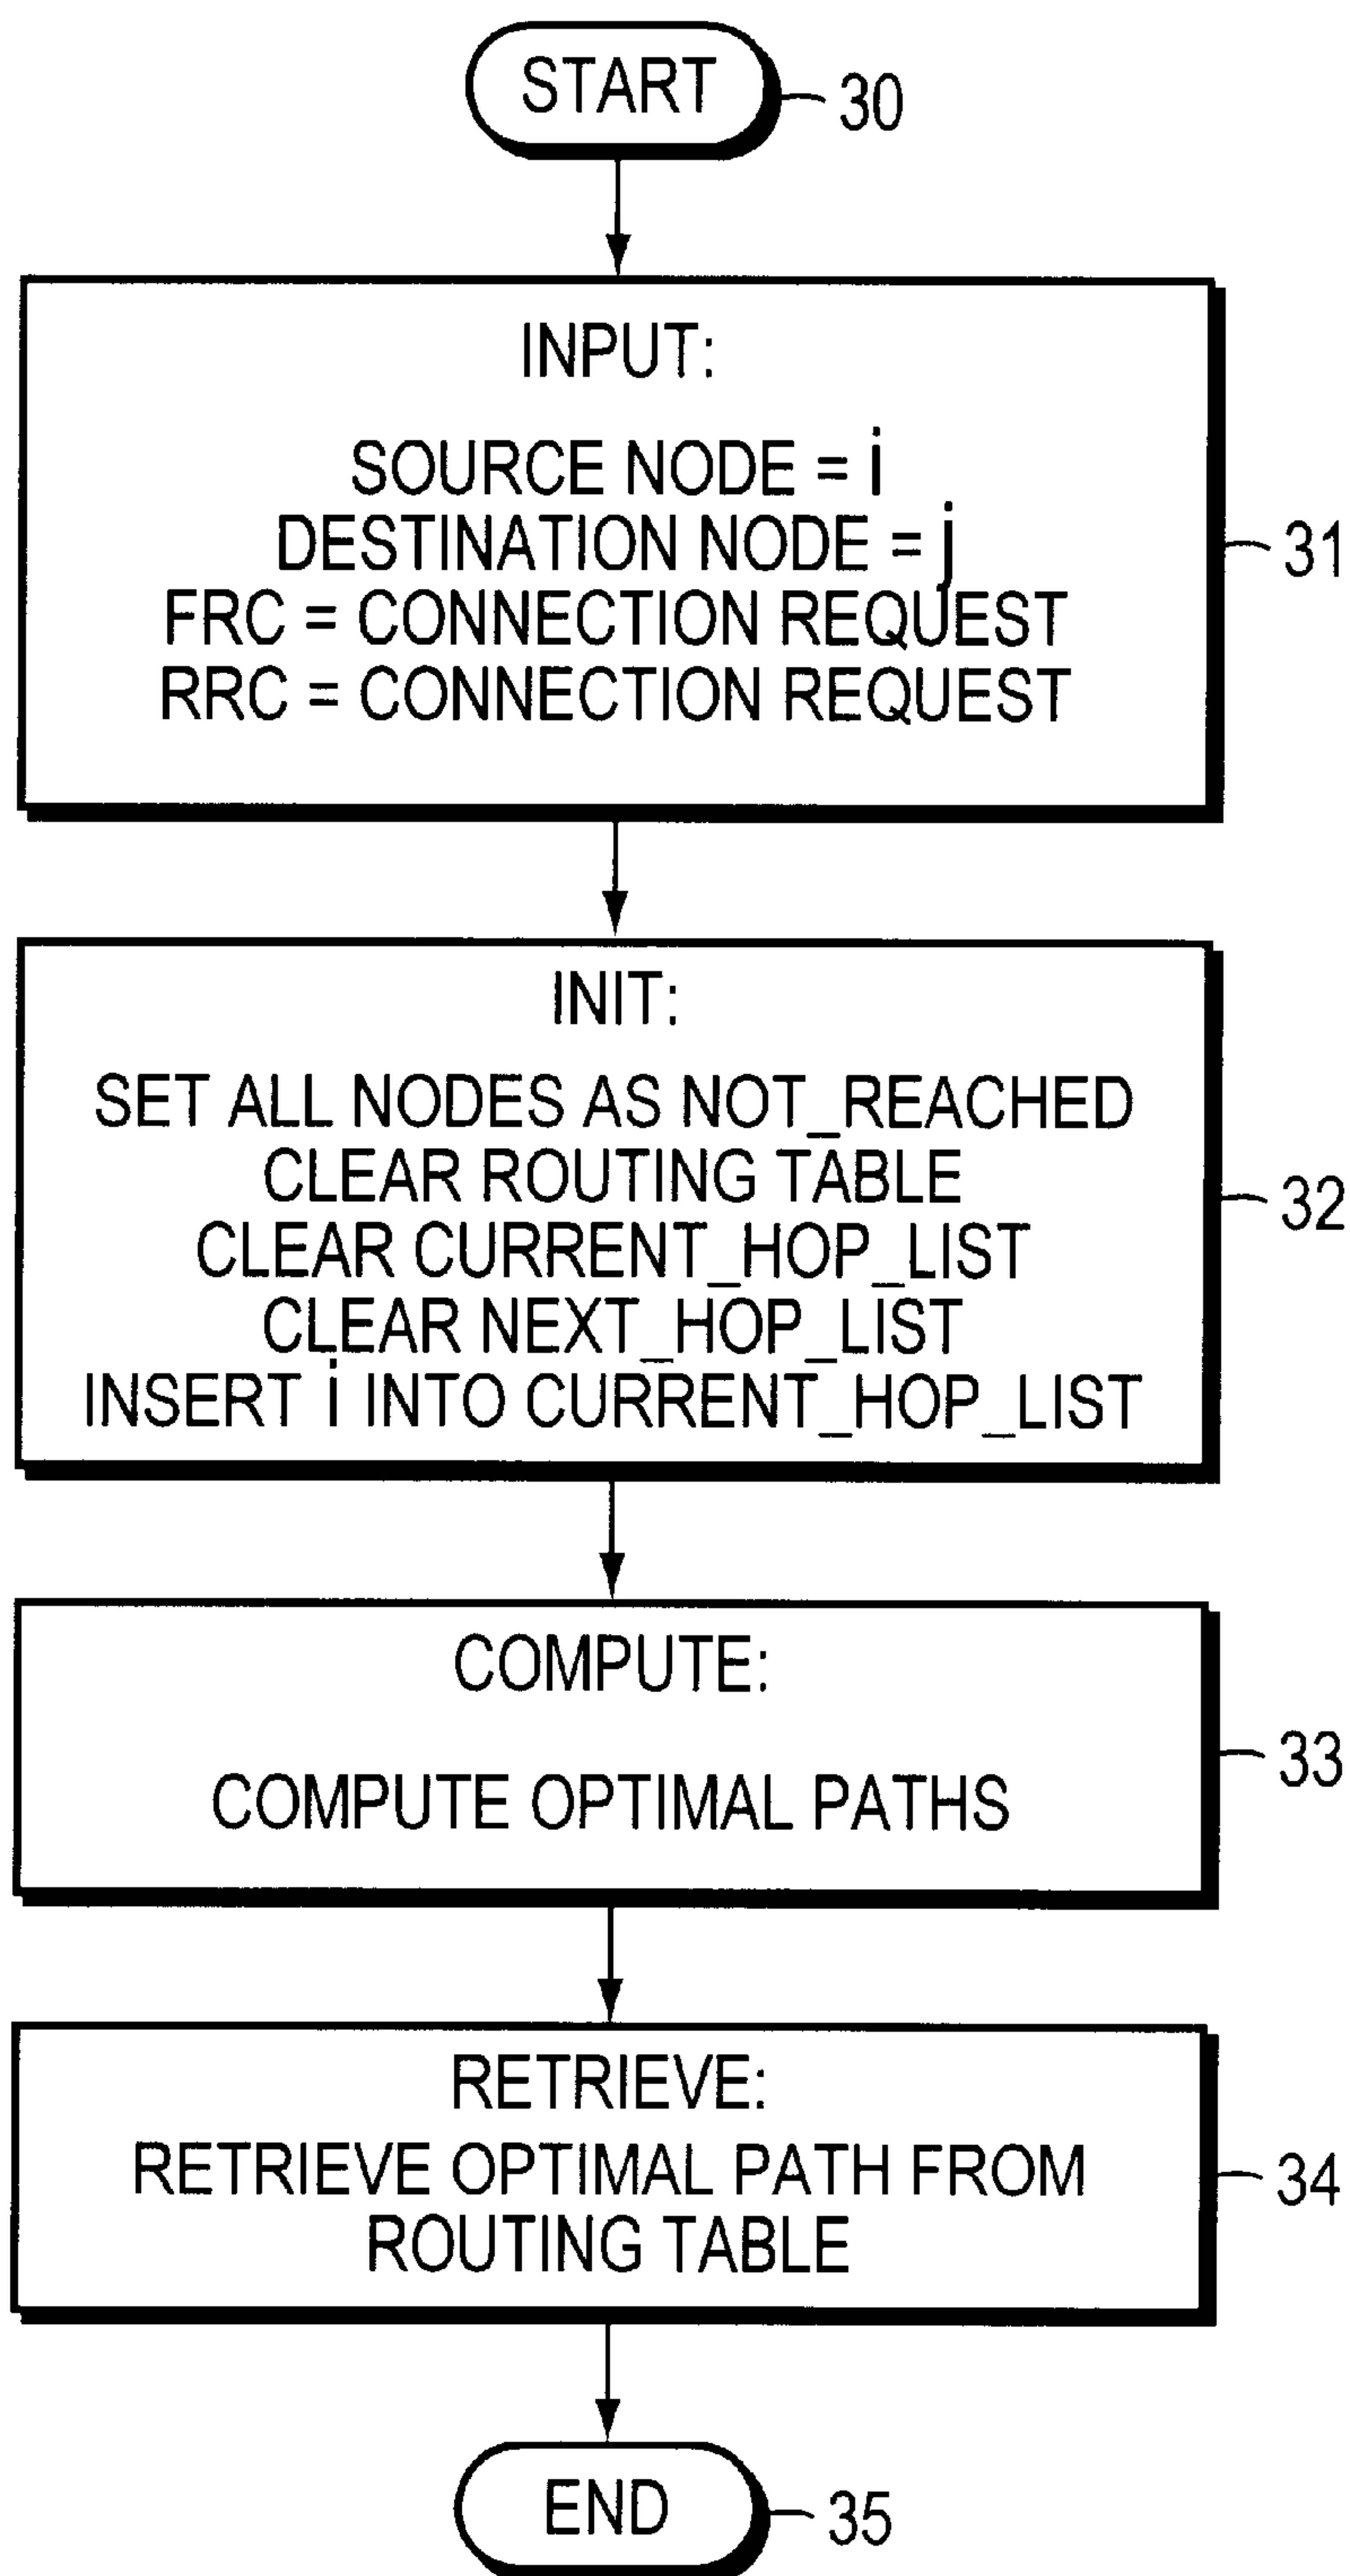 START
30
INPUT:
SOURCE NODE = i
DESTINATION NODE = j
FRC = CONNECTION REQUEST
RRC = CONNECTION REQUEST
31
INIT:
SET ALL NODES AS NOT_REACHED
CLEAR ROUTING TABLE
CLEAR CURRENT_HOP_LIST
CLEAR NEXT_HOP_LIST
INSERT i INTO CURRENT_HOP_LIST
32
COMPUTE:
COMPUTE OPTIMAL PATHS
33
RETRIEVE:
RETRIEVE OPTIMAL PATH FROM
ROUTING TABLE
34
END
35